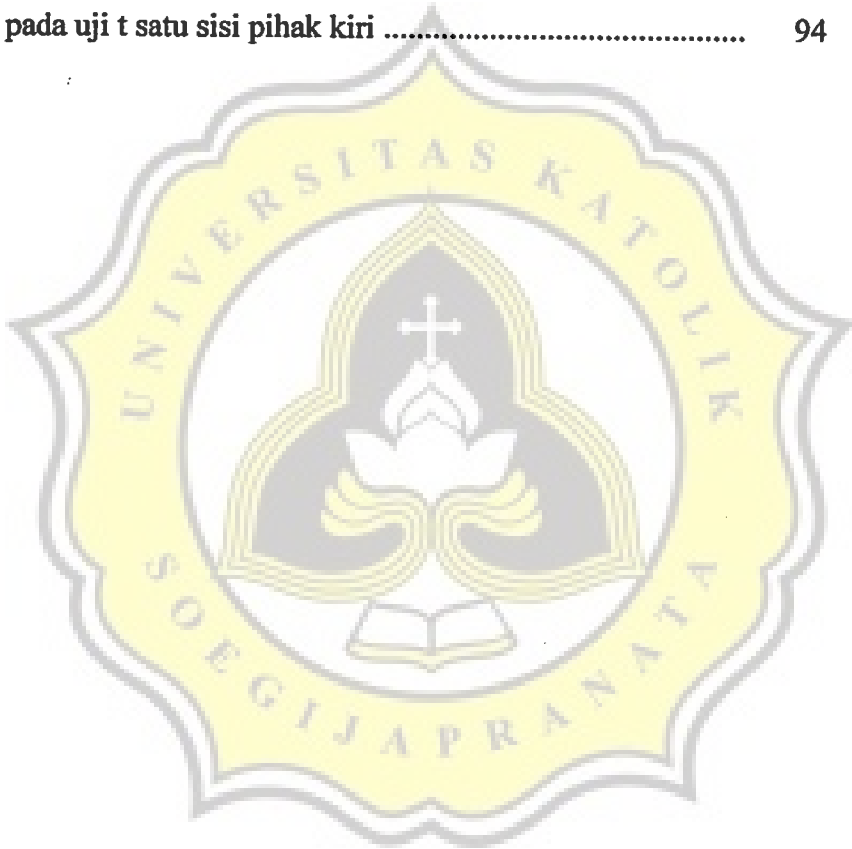 pada uji t satu sisi pihak kiri ............................................ 94
UNIVERSITAS KATOLIK
SOEGIJAPRANATA